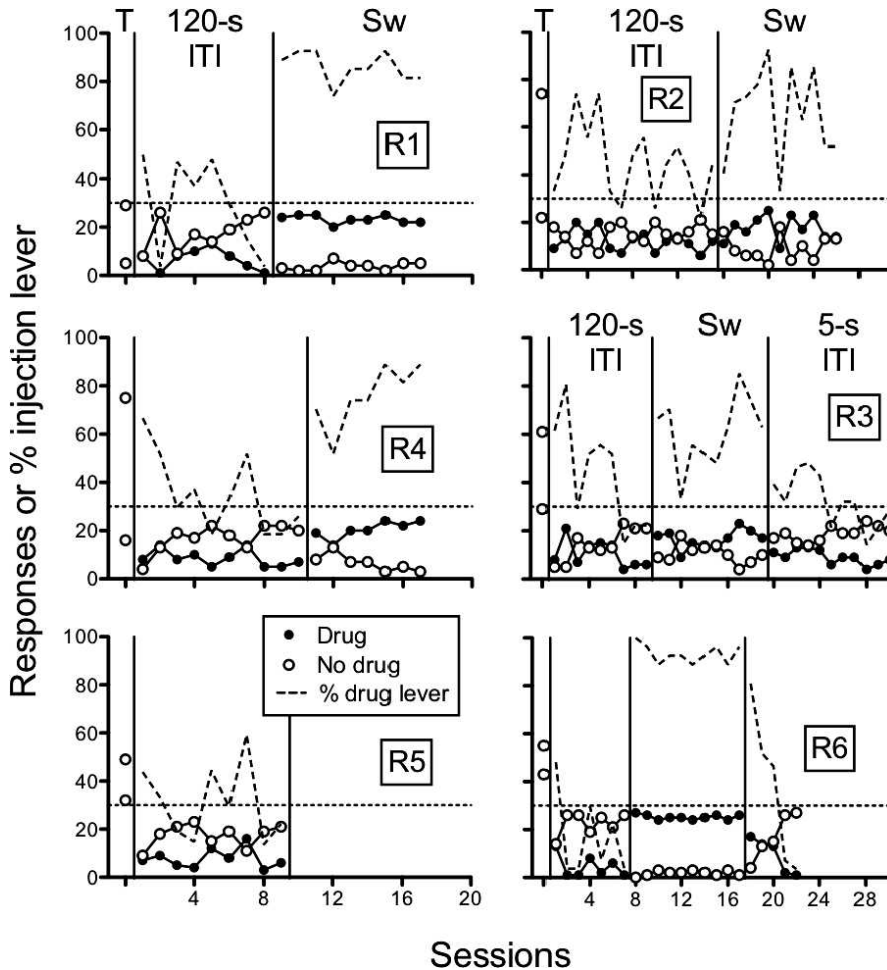 T 120-s ITI Sw
120-s ITI Sw
100
80
60
40
20
0
R1
R2
120-s ITI Sw 5-s ITI
100
80
60
40
20
0
R4
R3
100
80
60
40
20
0
Drug
No drug
% drug lever
R5
R6
4 8 12 16 20
4 8 12 16 20 24 28
Responses or % injection lever
Sessions